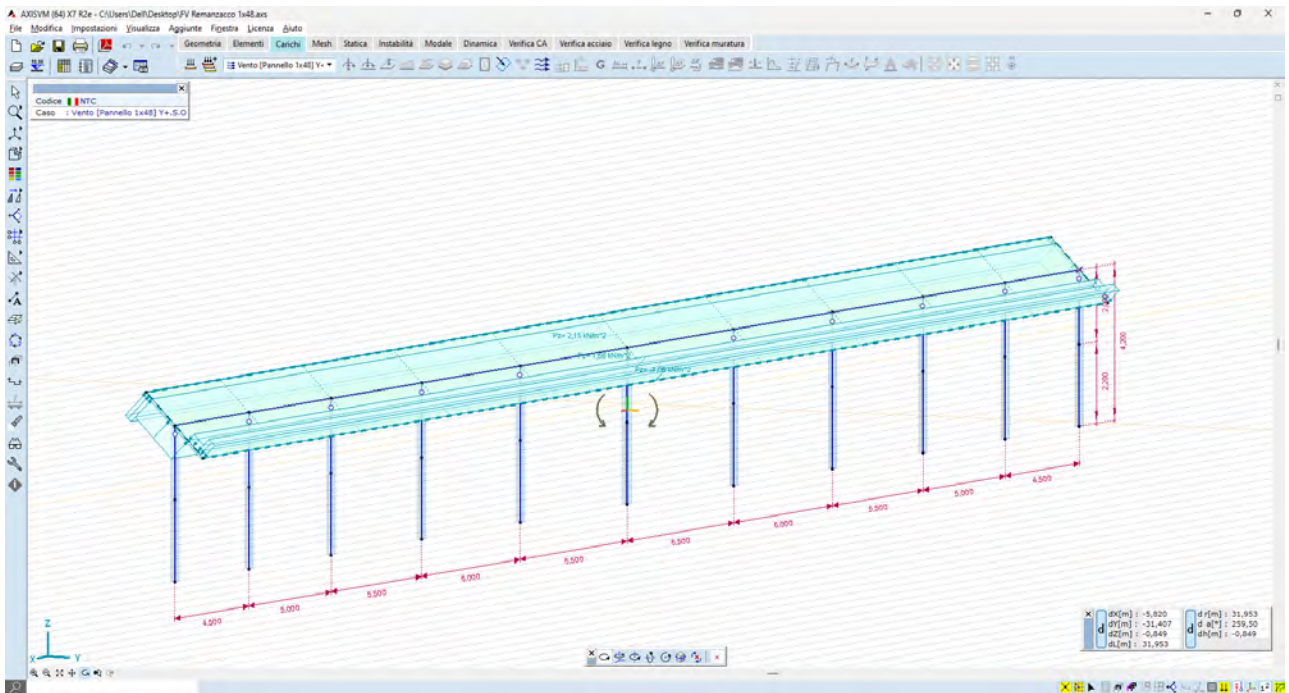 AXISVM (64) X7 R2e - C:\Users\Dell\Desktop\FV Remanzacco 1x48.axs
File Modifica Impostazioni Visualizza Aggiunte Finestra Licenza Aiuto
Geometria Elementi Carichi Mesh Statica Instabilità Modale Dinamica Verifica CA Verifica acciaio Verifica legno Verifica muratura
Vento [Pannello 1x48] Y+
Codice NTC
Caso : Vento [Pannello 1x48] Y+.S.O
Pz= 2,15 kN/m^2
4,200
2,200
4,500
5,000
5,500
6,000
6,500
6,500
6,000
5,500
5,000
4,500
Z
X Y
d
dX[m] : -5,820
dY[m] : -31,407
dZ[m] : -0,849
dL[m] : 31,953
d
d r[m] : 31,953
d a[°] : 259,50
dh[m] : -0,849